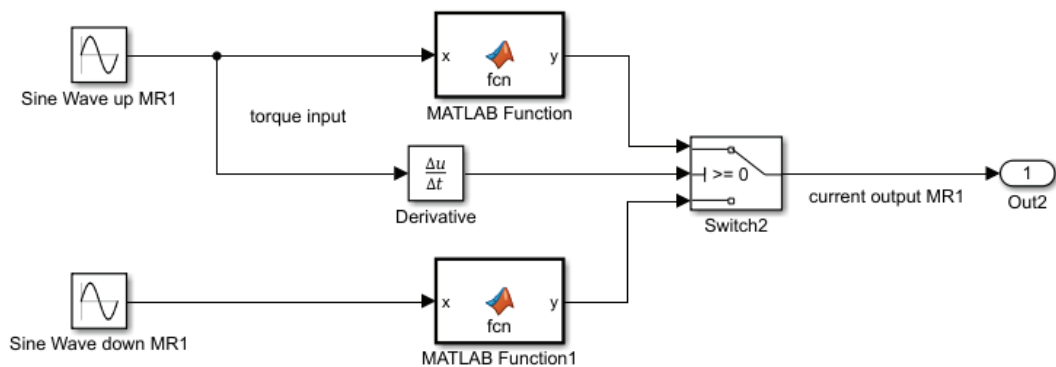 x
fcn
y
Sine Wave up MR1
MATLAB Function
torque input
Δu
Δt
Derivative
>= 0
Switch2
current output MR1
1
Out2
x
fcn
y
Sine Wave down MR1
MATLAB Function1